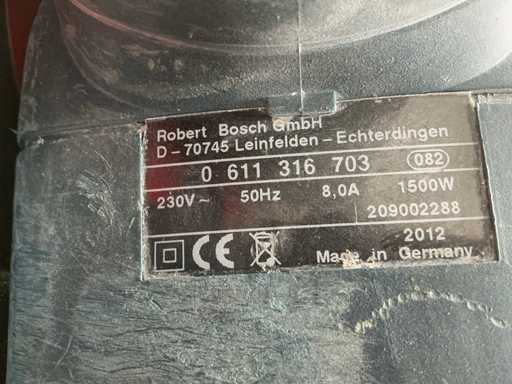 Robert Bosch GmbH
D-70745 Leinfelden-Echterdingen
0 611 316 703 082
230V~ 50Hz 8,0A 1500W
209002288
2012
CE Made in Germany